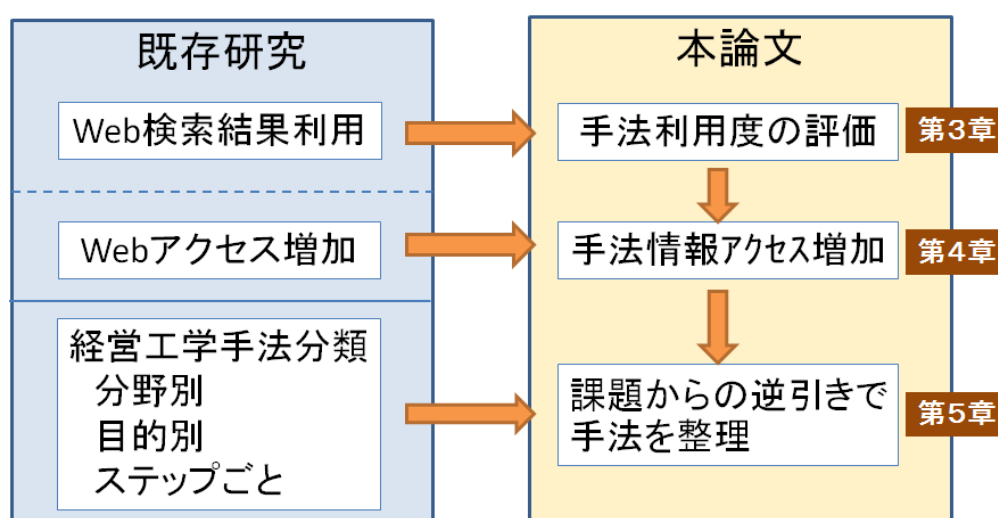 既存研究
Web検索結果利用
Webアクセス増加
経営工学手法分類
分野別
目的別
ステップごと
本論文
手法利用度の評価
第3章
手法情報アクセス増加
第4章
課題からの逆引きで
手法を整理
第5章